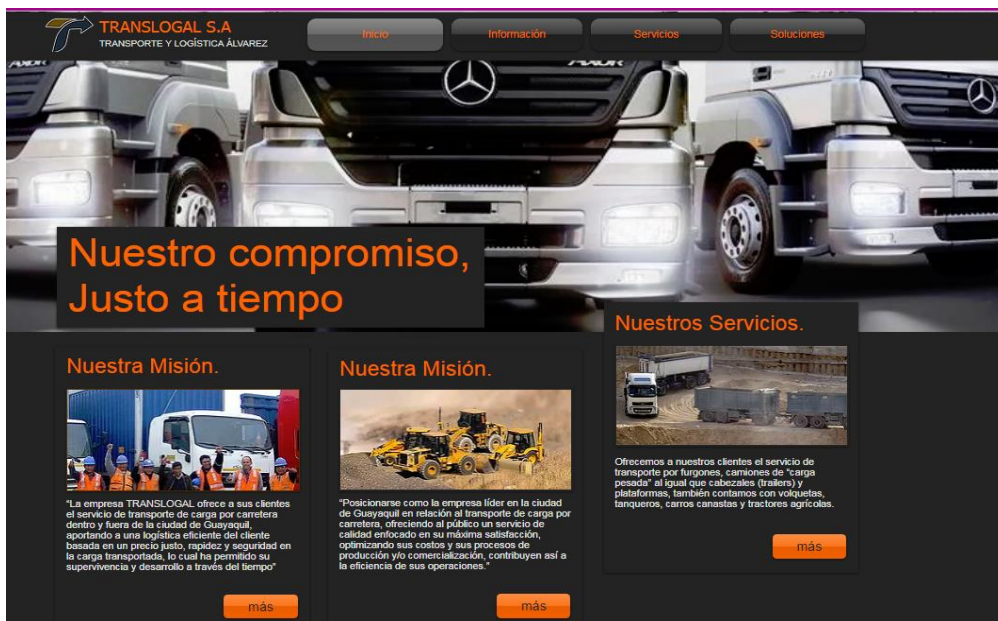 TRANSLOGAL S.A
TRANSPORTE Y LOGÍSTICA ÁLVAREZ
Inicio
Información
Servicios
Soluciones
AXOR
Nuestro compromiso,
Justo a tiempo
Nuestra Misión.
"La empresa TRANSLOGAL ofrece a sus clientes
el servicio de transporte de carga por carretera
dentro y fuera de la ciudad de Guayaquil,
aportando a una logística eficiente del cliente
basada en un precio justo, rapidez y seguridad en
la carga transportada, lo cual ha permitido su
supervivencia y desarrollo a través del tiempo"
más
Nuestra Misión.
"Posicionarse como la empresa líder en la ciudad
de Guayaquil en relación al transporte de carga por
carretera, ofreciendo al público un servicio de
calidad enfocado en su máxima satisfacción,
optimizando sus costos y sus procesos de
producción y/o comercialización, contribuyen así a
la eficiencia de sus operaciones."
más
Nuestros Servicios.
Ofrecemos a nuestros clientes el servicio de
transporte por furgones, camiones de "carga
pesada" al igual que cabezales (trailers) y
plataformas, también contamos con volquetas,
tanqueros, carros canastas y tractores agrícolas.
más